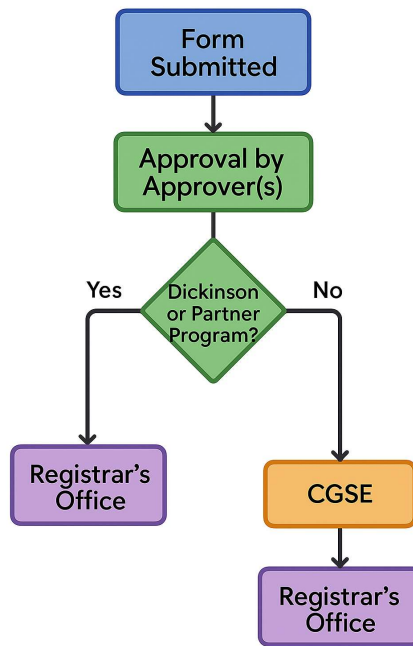 Form
Submitted
Approval by
Approver(s)
Yes
Dickinson
or Partner
Program?
No
Registrar's
Office
CGSE
Registrar's
Office